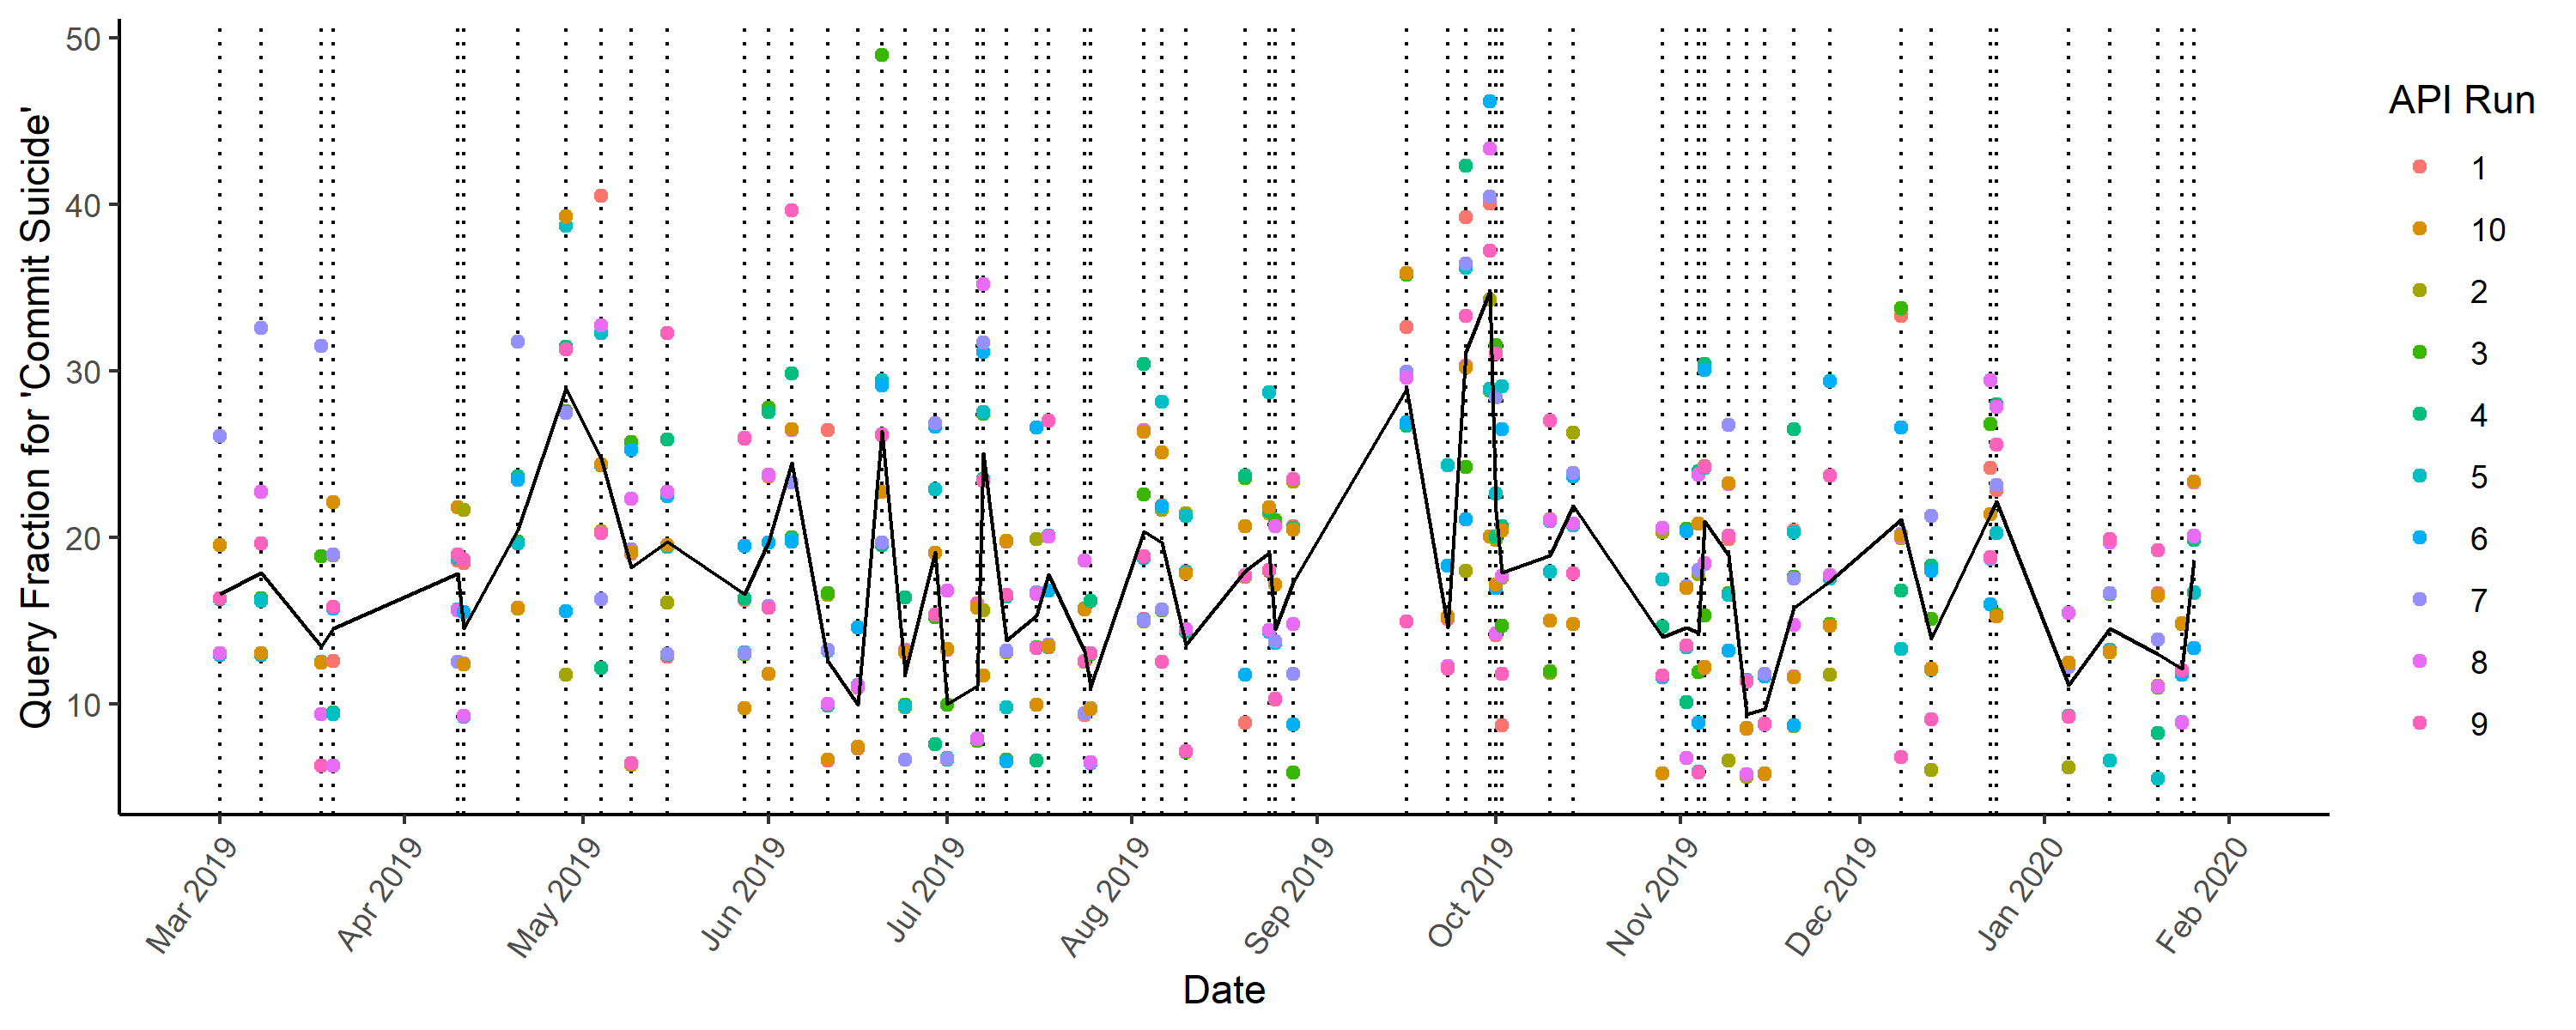 Query Fraction for 'Commit Suicide'
50
40
30
20
10
Mar 2019
Apr 2019
May 2019
Jun 2019
Jul 2019
Aug 2019
Sep 2019
Oct 2019
Nov 2019
Dec 2019
Jan 2020
Feb 2020
Date
API Run
1
10
2
3
4
5
6
7
8
9